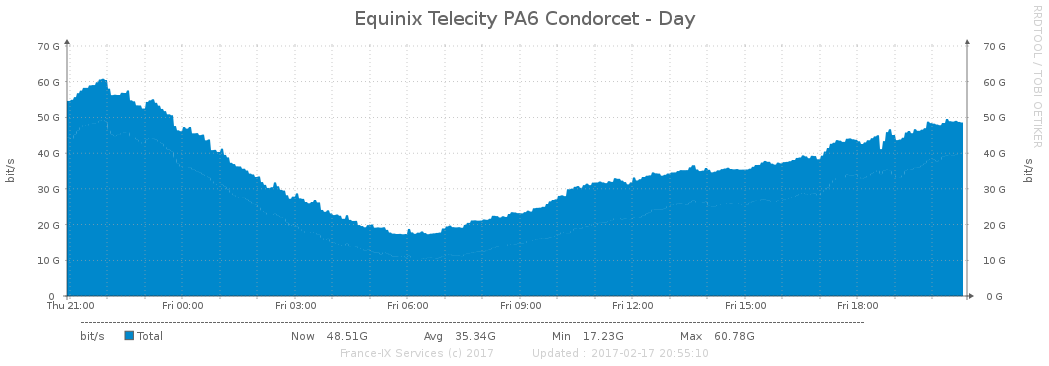 Equinix Telecity PA6 Condorcet - Day
RRDTOOL / TOBI OETIKER
bit/s
70 G 70 G
60 G 60 G
50 G 50 G
40 G 40 G
30 G 30 G
20 G 20 G
10 G 10 G
0 0 G
bit/s
Thu 21:00 Fri 00:00 Fri 03:00 Fri 06:00 Fri 09:00 Fri 12:00 Fri 15:00 Fri 18:00
bit/s Total Now 48.51G Avg 35.34G Min 17.23G Max 60.78G
France-IX Services (c) 2017 Updated : 2017-02-17 20:55:10